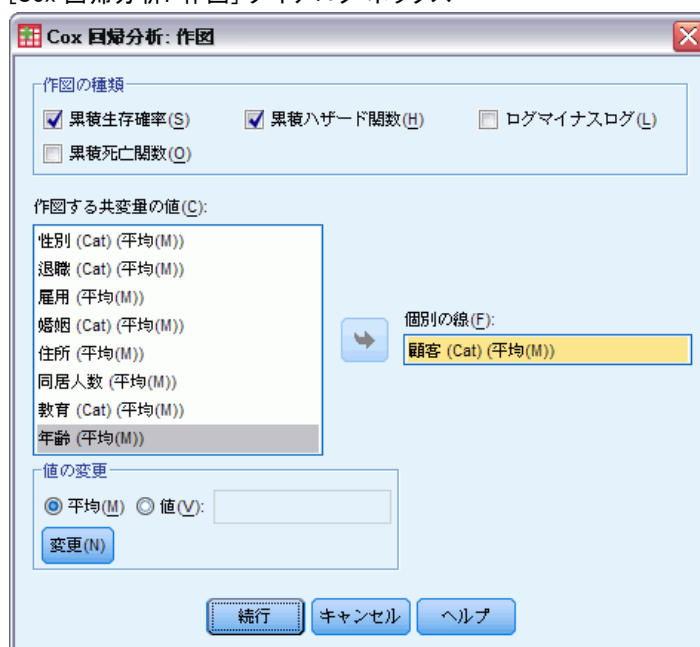 Cox 回帰分析: 作図
作図の種類
累積生存確率(S) 累積ハザード関数(H) ログマイナスログ(L)
累積死亡関数(O)
作図する共変量の値(C):
性別 (Cat) (平均(M))
退職 (Cat) (平均(M))
雇用 (平均(M))
婚姻 (Cat) (平均(M))
住所 (平均(M))
同居人数 (平均(M))
教育 (Cat) (平均(M))
年齢 (平均(M))
個別の線(F):
顧客 (Cat) (平均(M))
値の変更
平均(M) 値(V):
変更(N)
続行 キャンセル ヘルプ